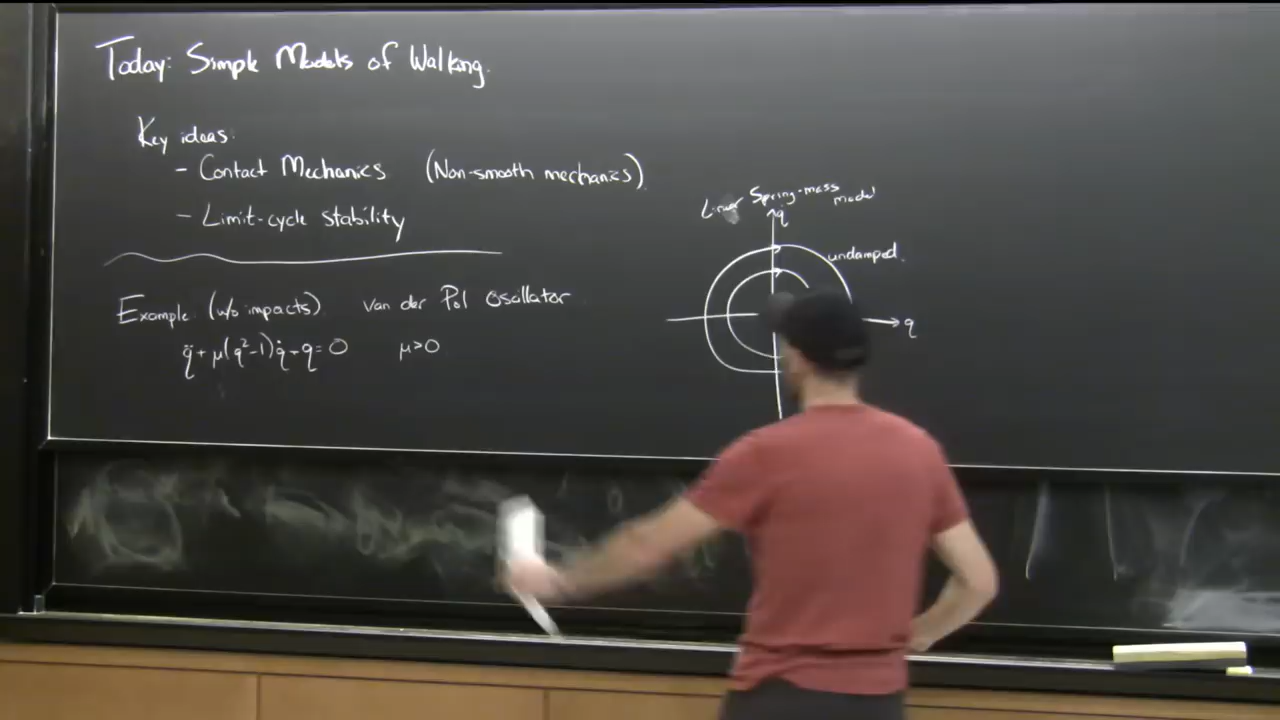 Today: Simple Models of Walking.
Key ideas:
- Contact Mechanics (Non-smooth mechanics)
- Limit-cycle stability
Example (w/o impacts) Van der Pol Oscillator
q̈ + μ(q²-1)q̇ + q = 0 μ>0
Linear Spring-mass model
q̇
undamped.
q